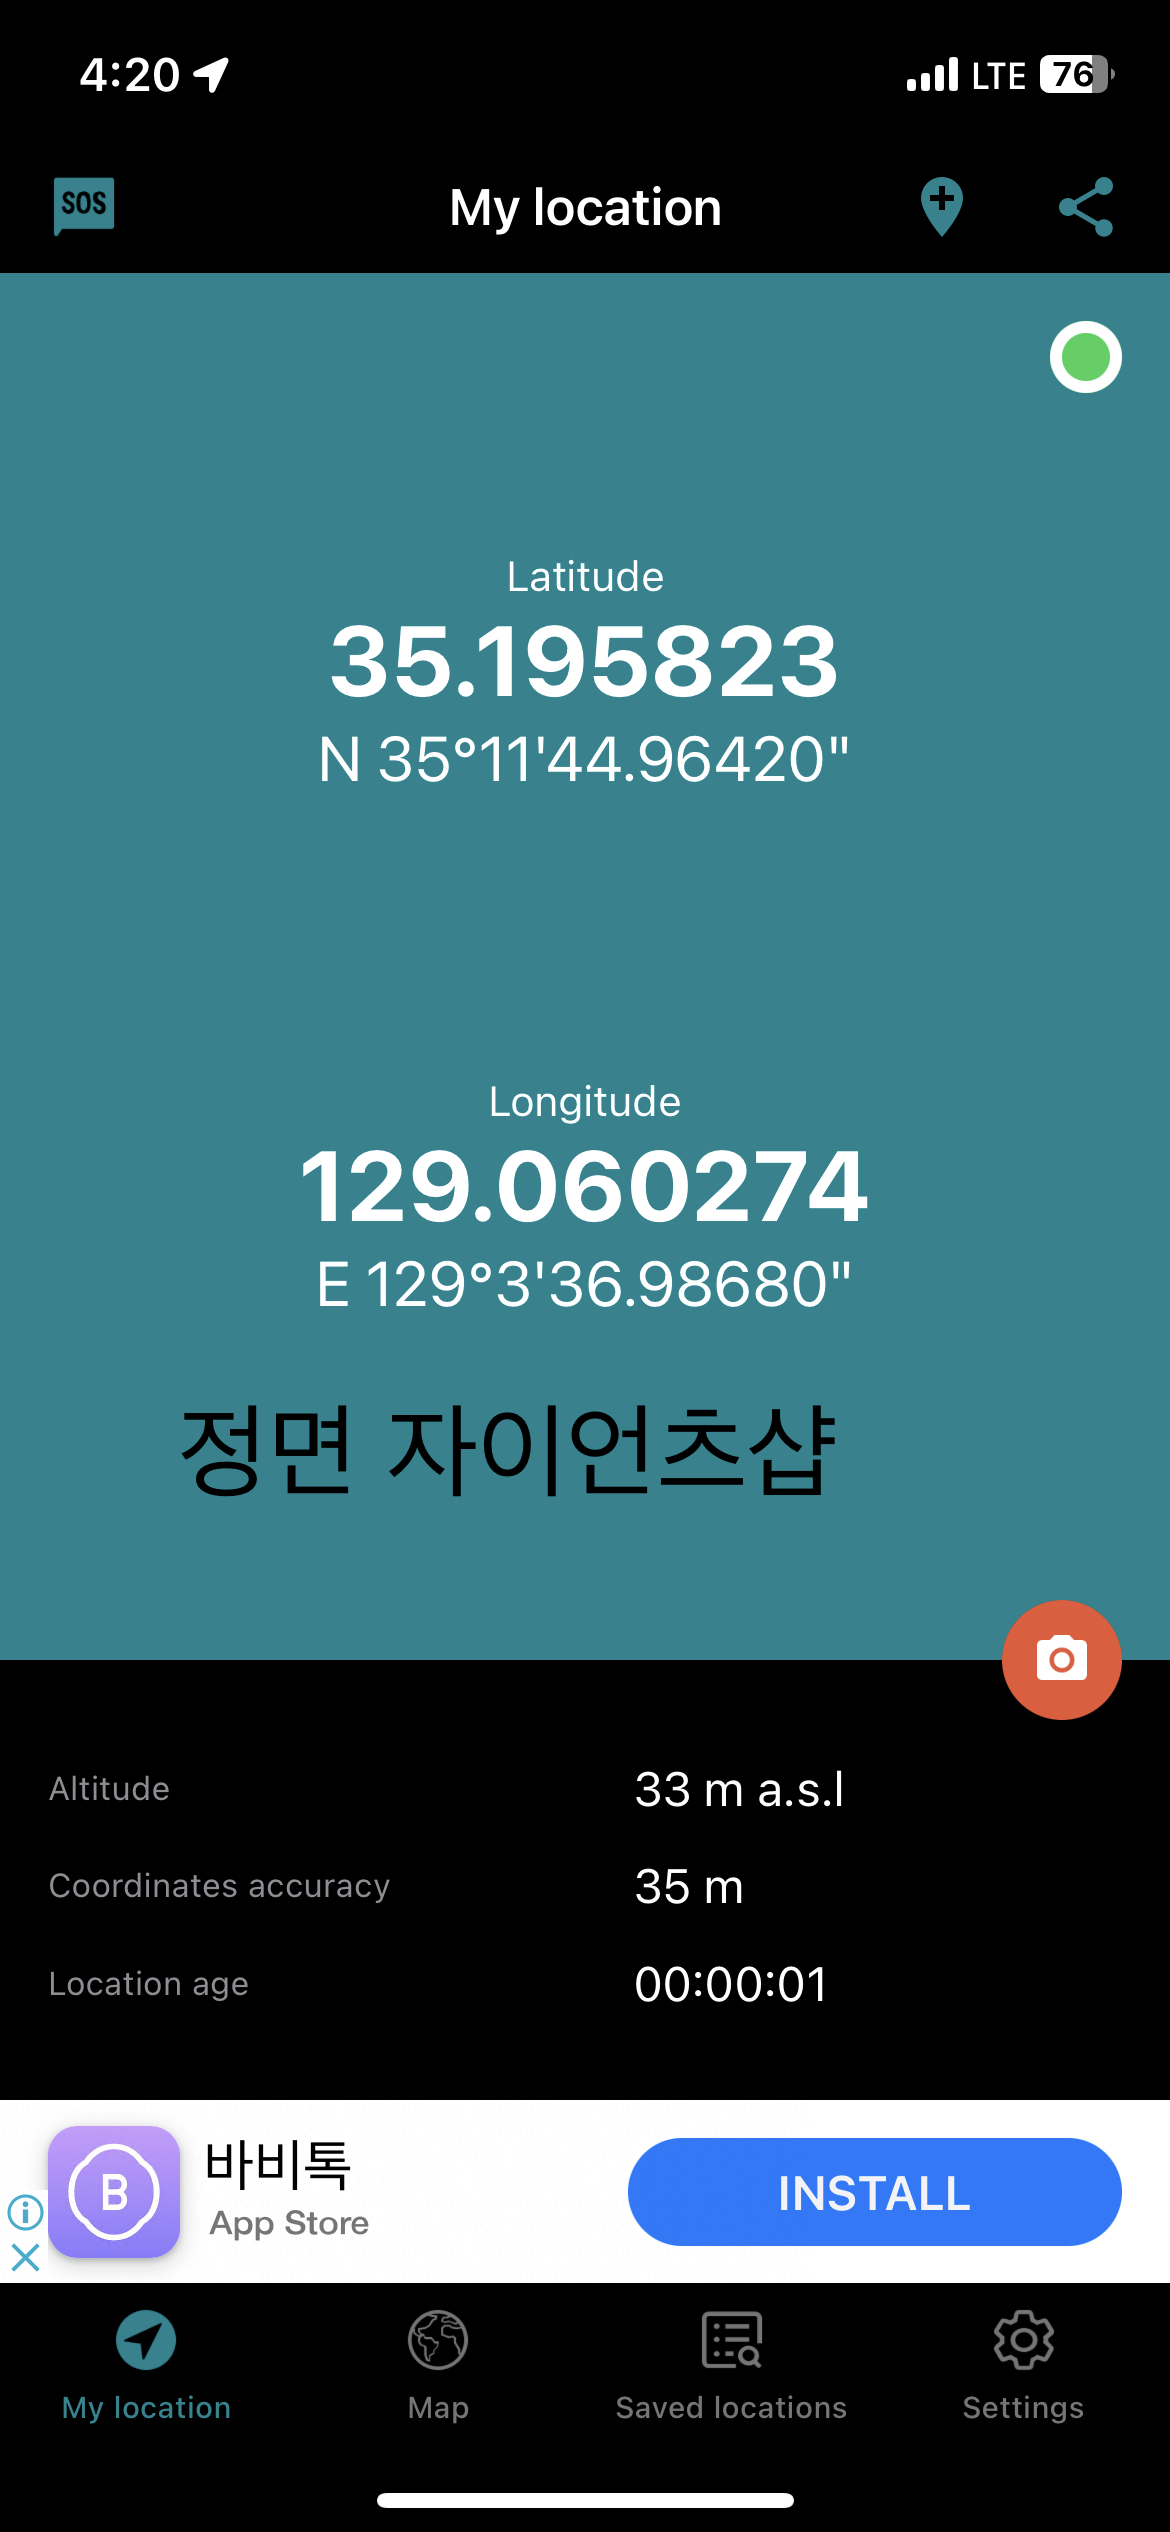 4:20
LTE 76
SOS
My location
Latitude
35.195823
N 35°11'44.96420"
Longitude
129.060274
E 129°3'36.98680"
정면 자이언츠샵
Altitude 33 m a.s.l
Coordinates accuracy 35 m
Location age 00:00:01
B
바비톡
App Store
INSTALL
My location Map Saved locations Settings